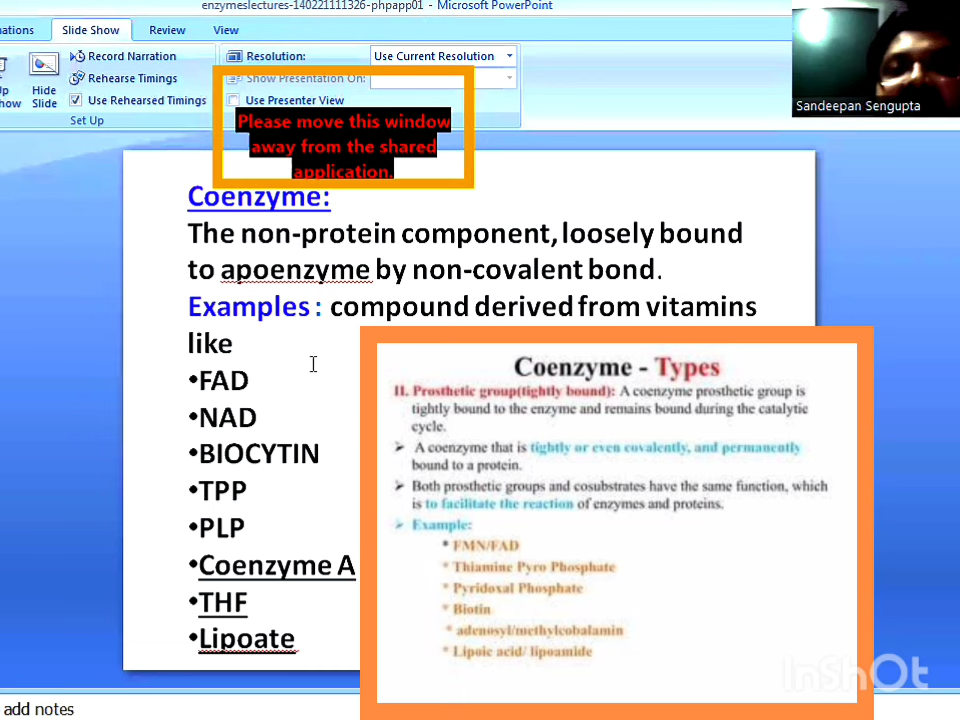 enzymeslectures-140221111326-phpapp01 - Microsoft PowerPoint
Slide Show
Review
View
Record Narration
Resolution:
Use Current Resolution
Rehearse Timings
Show Presentation On:
Hide
Slide
Use Rehearsed Timings
Use Presenter View
Set Up
Sandeepan Sengupta
Please move this window
away from the shared
application.
Coenzyme:
The non-protein component, loosely bound
to apoenzyme by non-covalent bond.
Examples : compound derived from vitamins
like
•FAD
•NAD
•BIOCYTIN
•TPP
•PLP
•Coenzyme A
•THF
•Lipoate
Coenzyme - Types
II. Prosthetic group(tightly bound): A coenzyme prosthetic group is
tightly bound to the enzyme and remains bound during the catalytic
cycle.
➢ A coenzyme that is tightly or even covalently, and permanently
bound to a protein.
➢ Both prosthetic groups and cosubstrates have the same function, which
is to facilitate the reaction of enzymes and proteins.
➢ Example:
* FMN/FAD
* Thiamine Pyro Phosphate
* Pyridoxal Phosphate
* Biotin
* adenosyl/methylcobalamin
* Lipoic acid/ lipoamide
InShOt
add notes